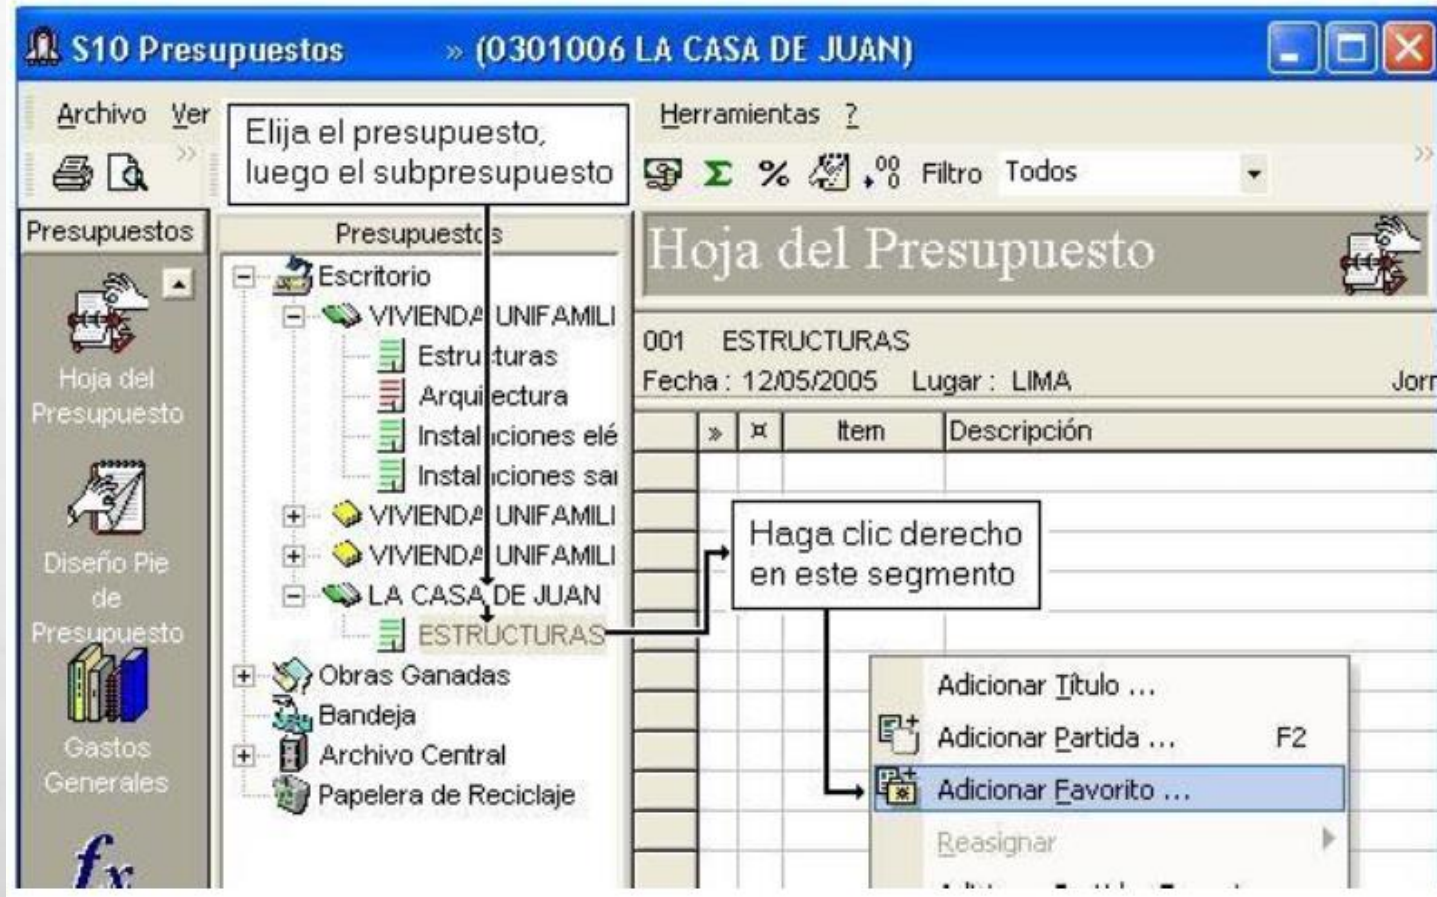 S10 Presupuestos » (0301006 LA CASA DE JUAN)
Archivo Ver Herramientas ?
Elija el presupuesto,
luego el subpresupuesto
Filtro Todos
Presupuestos
Hoja del
Presupuesto
Diseño Pie
de
Presupuesto
Gastos
Generales
fx
Presupuestos
Escritorio
VIVIENDA UNIFAMILI
Estructuras
Arquitectura
Instalaciones elé
Instalaciones sai
VIVIENDA UNIFAMILI
VIVIENDA UNIFAMILI
LA CASA DE JUAN
ESTRUCTURAS
Obras Ganadas
Bandeja
Archivo Central
Papelera de Reciclaje
Hoja del Presupuesto
001 ESTRUCTURAS
Fecha : 12/05/2005 Lugar : LIMA Jorr
» ¤ Item Descripción
Haga clic derecho
en este segmento
Adicionar Título ...
Adicionar Partida ... F2
Adicionar Favorito ...
Reasignar